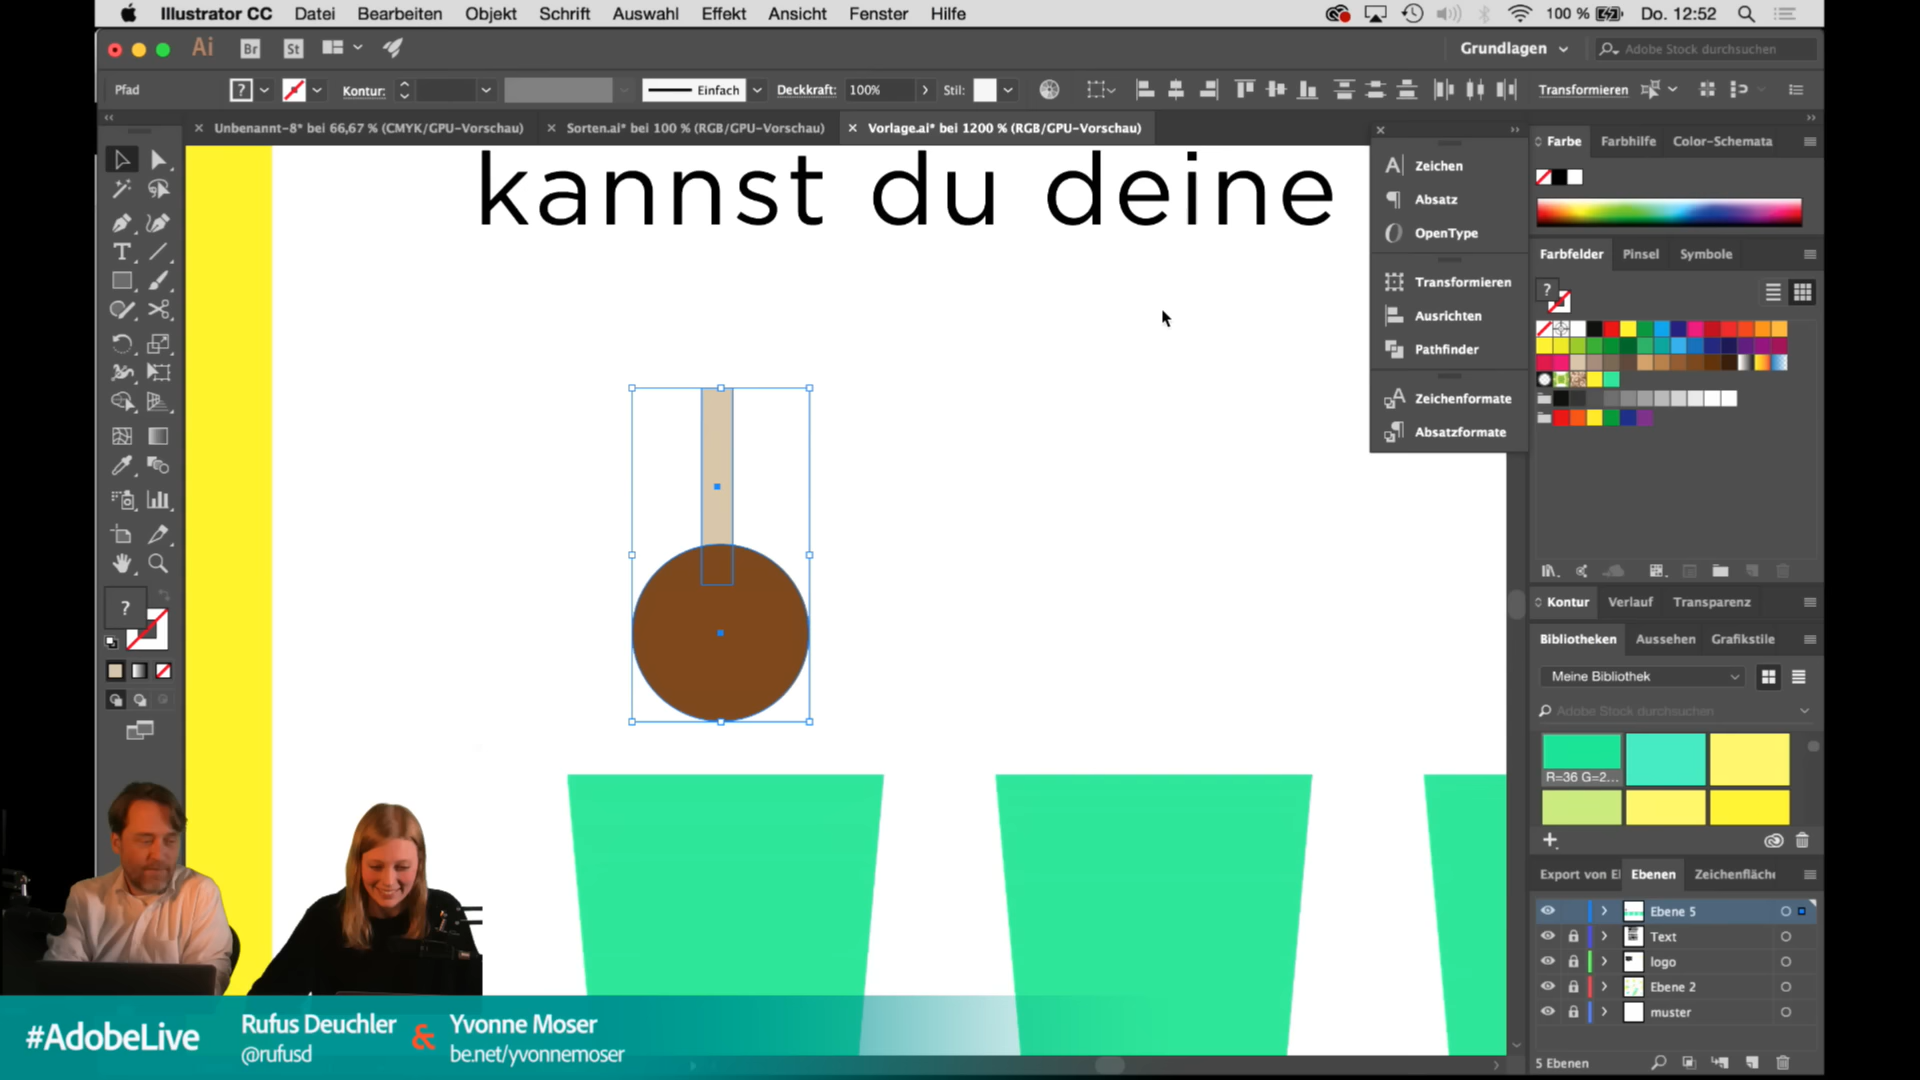 Illustrator CC Datei Bearbeiten Objekt Schrift Auswahl Effekt Ansicht Fenster Hilfe 100 % Do. 12:52
Ai Br St Grundlagen Adobe Stock durchsuchen
Pfad ? Kontur: Einfach Deckkraft: 100% Stil: Transformieren
Unbenannt-8* bei 66,67 % (CMYK/GPU-Vorschau) Sorten.ai* bei 100 % (RGB/GPU-Vorschau) Vorlage.ai* bei 1200 % (RGB/GPU-Vorschau)
kannst du deine
Zeichen
Absatz
OpenType
Transformieren
Ausrichten
Pathfinder
Zeichenformate
Absatzformate
Farbe Farbhilfe Color-Schemata
Farbfelder Pinsel Symbole
?
?
Kontur Verlauf Transparenz
Bibliotheken Aussehen Grafikstile
Meine Bibliothek
Adobe Stock durchsuchen
R=36 G=2...
Export von El Ebenen Zeichenfläche
Ebene 5
Text
logo
Ebene 2
muster
5 Ebenen
#AdobeLive
Rufus Deuchler & Yvonne Moser
@rufusd be.net/yvonnemoser